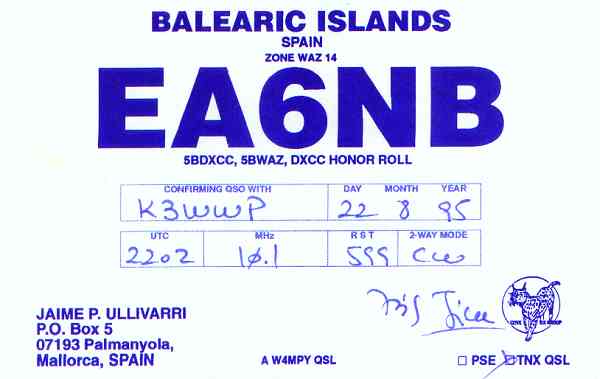 BALEARIC ISLANDS
SPAIN
ZONE WAZ 14
EA6NB
5BDXCC, 5BWAZ, DXCC HONOR ROLL
CONFIRMING QSO WITH DAY MONTH YEAR
K3WWP 22 8 95
UTC MHz RST 2-WAY MODE
2202 10.1 599 CW
JAIME P. ULLIVARRI
P.O. Box 5
07193 Palmanyola,
Mallorca, SPAIN
A W4MPY QSL
☐ PSE ☒ TNX QSL